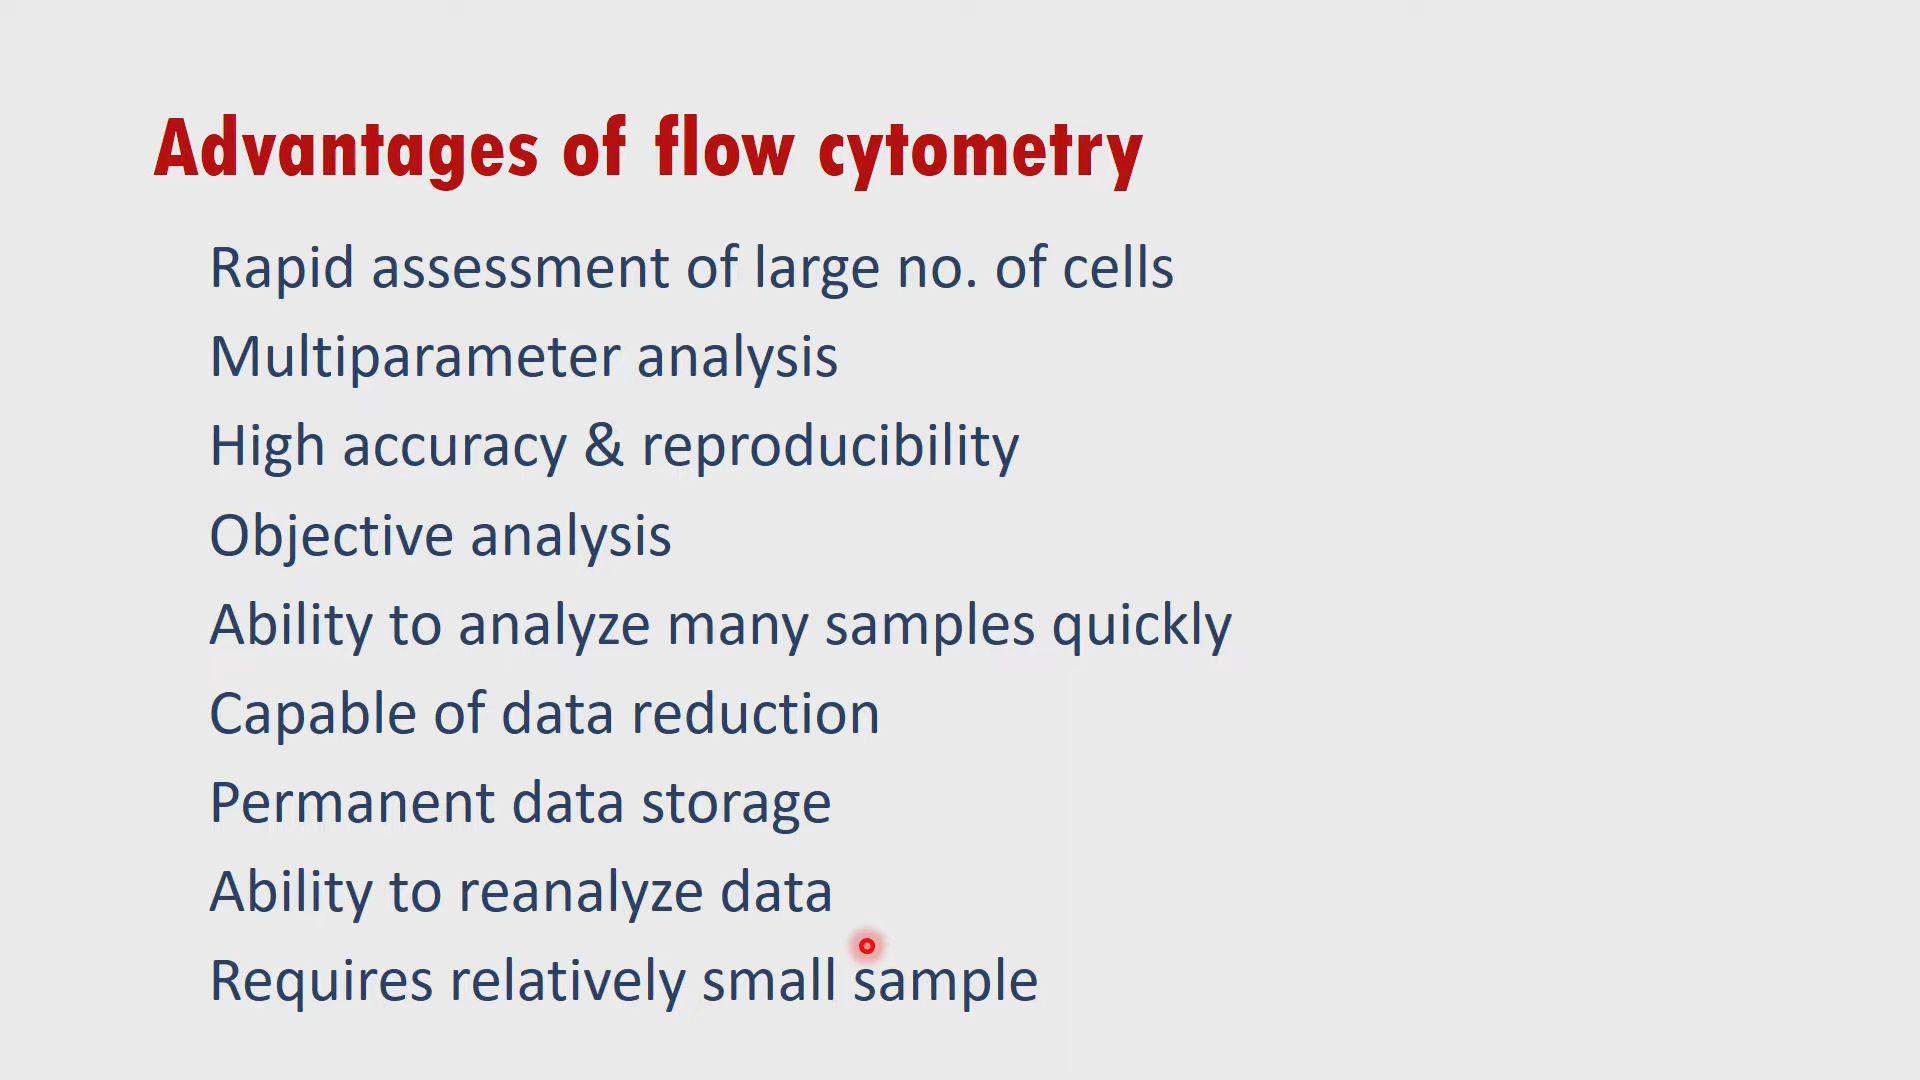 Advantages of flow cytometry
Rapid assessment of large no. of cells
Multiparameter analysis
High accuracy & reproducibility
Objective analysis
Ability to analyze many samples quickly
Capable of data reduction
Permanent data storage
Ability to reanalyze data
Requires relatively small sample